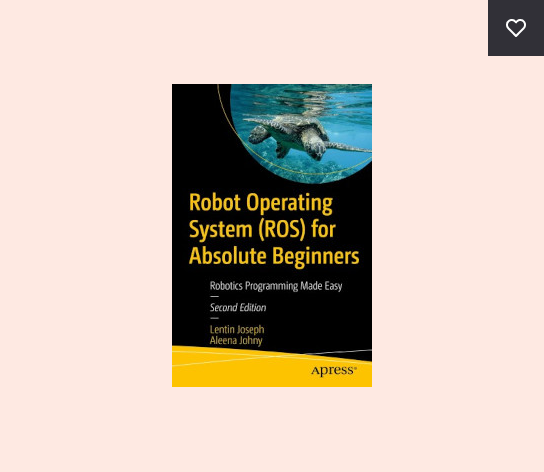 Robot Operating
System (ROS) for
Absolute Beginners
Robotics Programming Made Easy
—
Second Edition
—
Lentin Joseph
Aleena Johny
Apress®